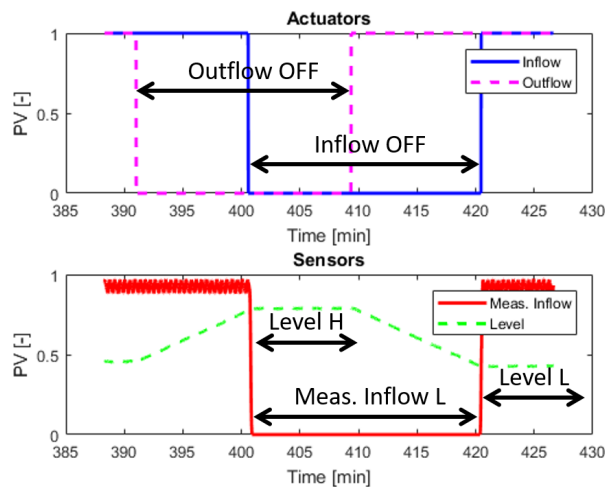 Actuators
1
0.5
0
PV [-]
Outflow OFF
Inflow OFF
Inflow
Outflow
385 390 395 400 405 410 415 420 425 430
Time [min]
Sensors
1
0.5
0
PV [-]
Level H
Meas. Inflow L
Level L
Meas. Inflow
Level
385 390 395 400 405 410 415 420 425 430
Time [min]